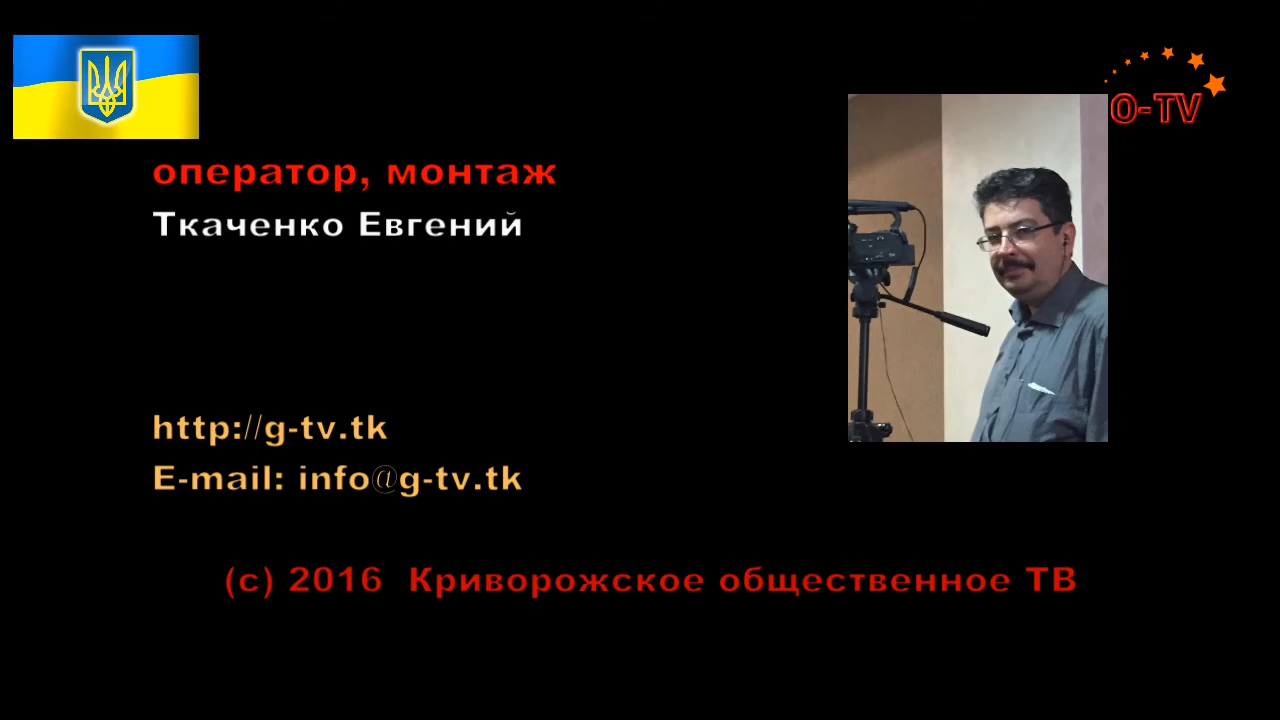 O-TV
оператор, монтаж
Ткаченко Евгений
http://g-tv.tk
E-mail: info@g-tv.tk
(c) 2016 Криворожское общественное ТВ